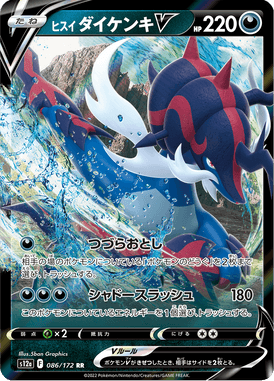 たね ヒスイ ダイケンキV HP220
つづらおとし
相手の場のポケモンについている「ポケモンのどうぐ」を2枚まで
選び、トラッシュする。
シャドースラッシュ 180
このポケモンについているエネルギーを1個選び、トラッシュする。
弱点 ×2 抵抗力 にげる
Vルール
ポケモンVがきぜつしたとき、相手はサイドを2枚とる。
Illus.5ban Graphics
s12a F 086/172 RR
©2022 Pokémon/Nintendo/Creatures/GAME FREAK.